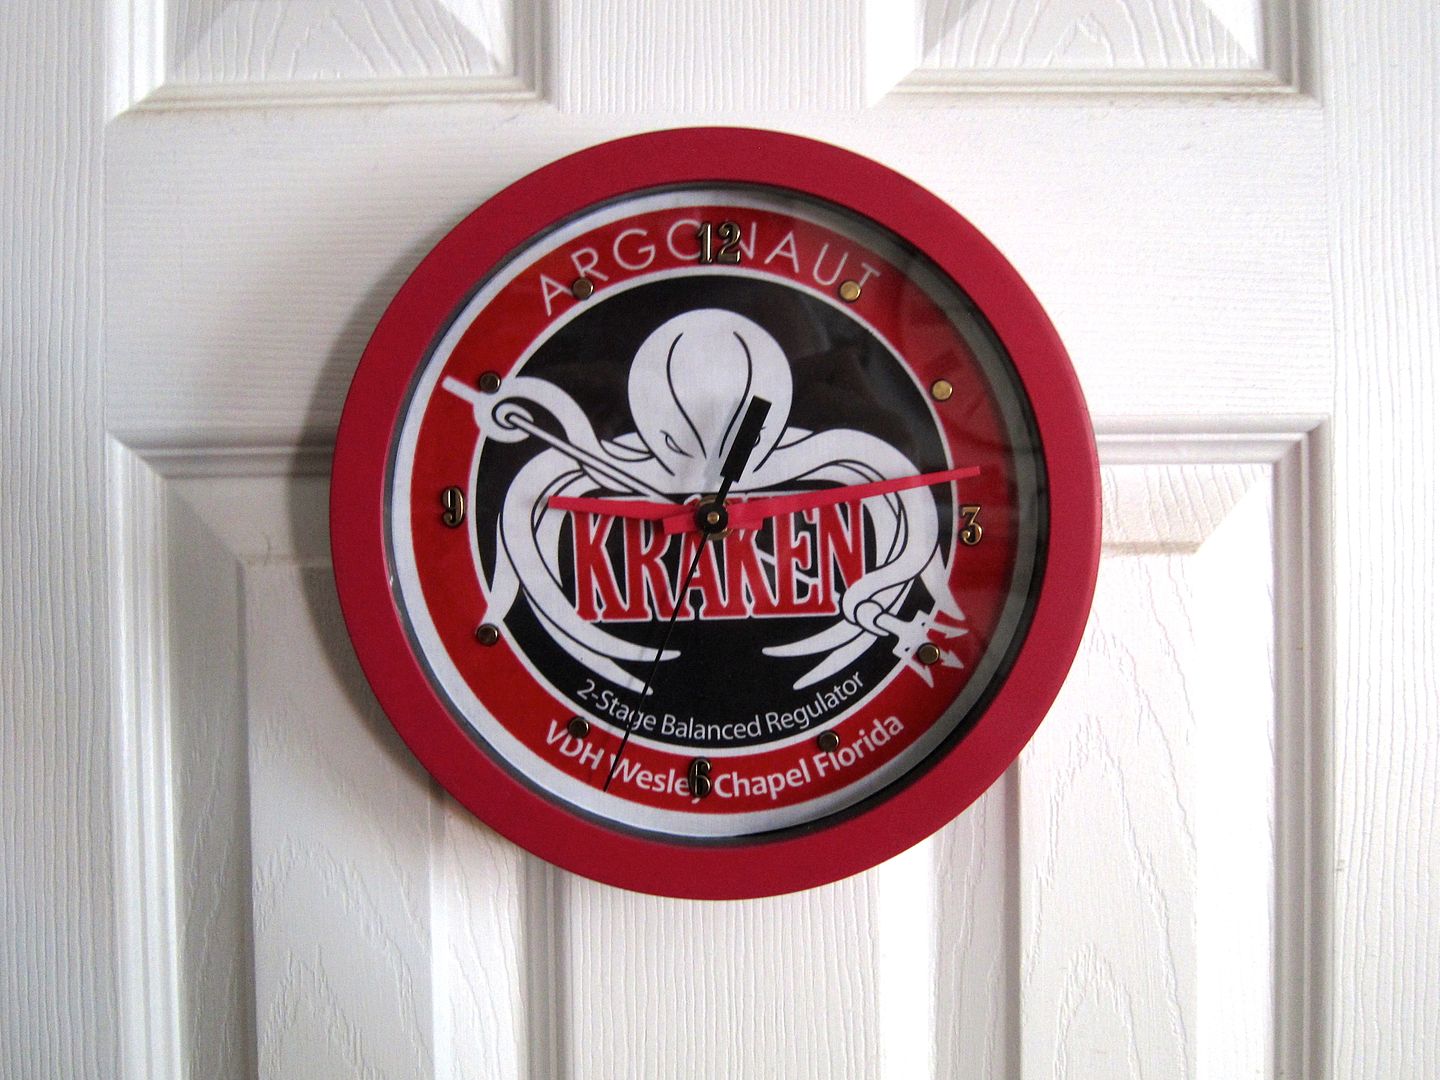 ARGONAUT
12
9
3
KRAKEN
2-Stage Balanced Regulator
VDH Wesley Chapel Florida
6